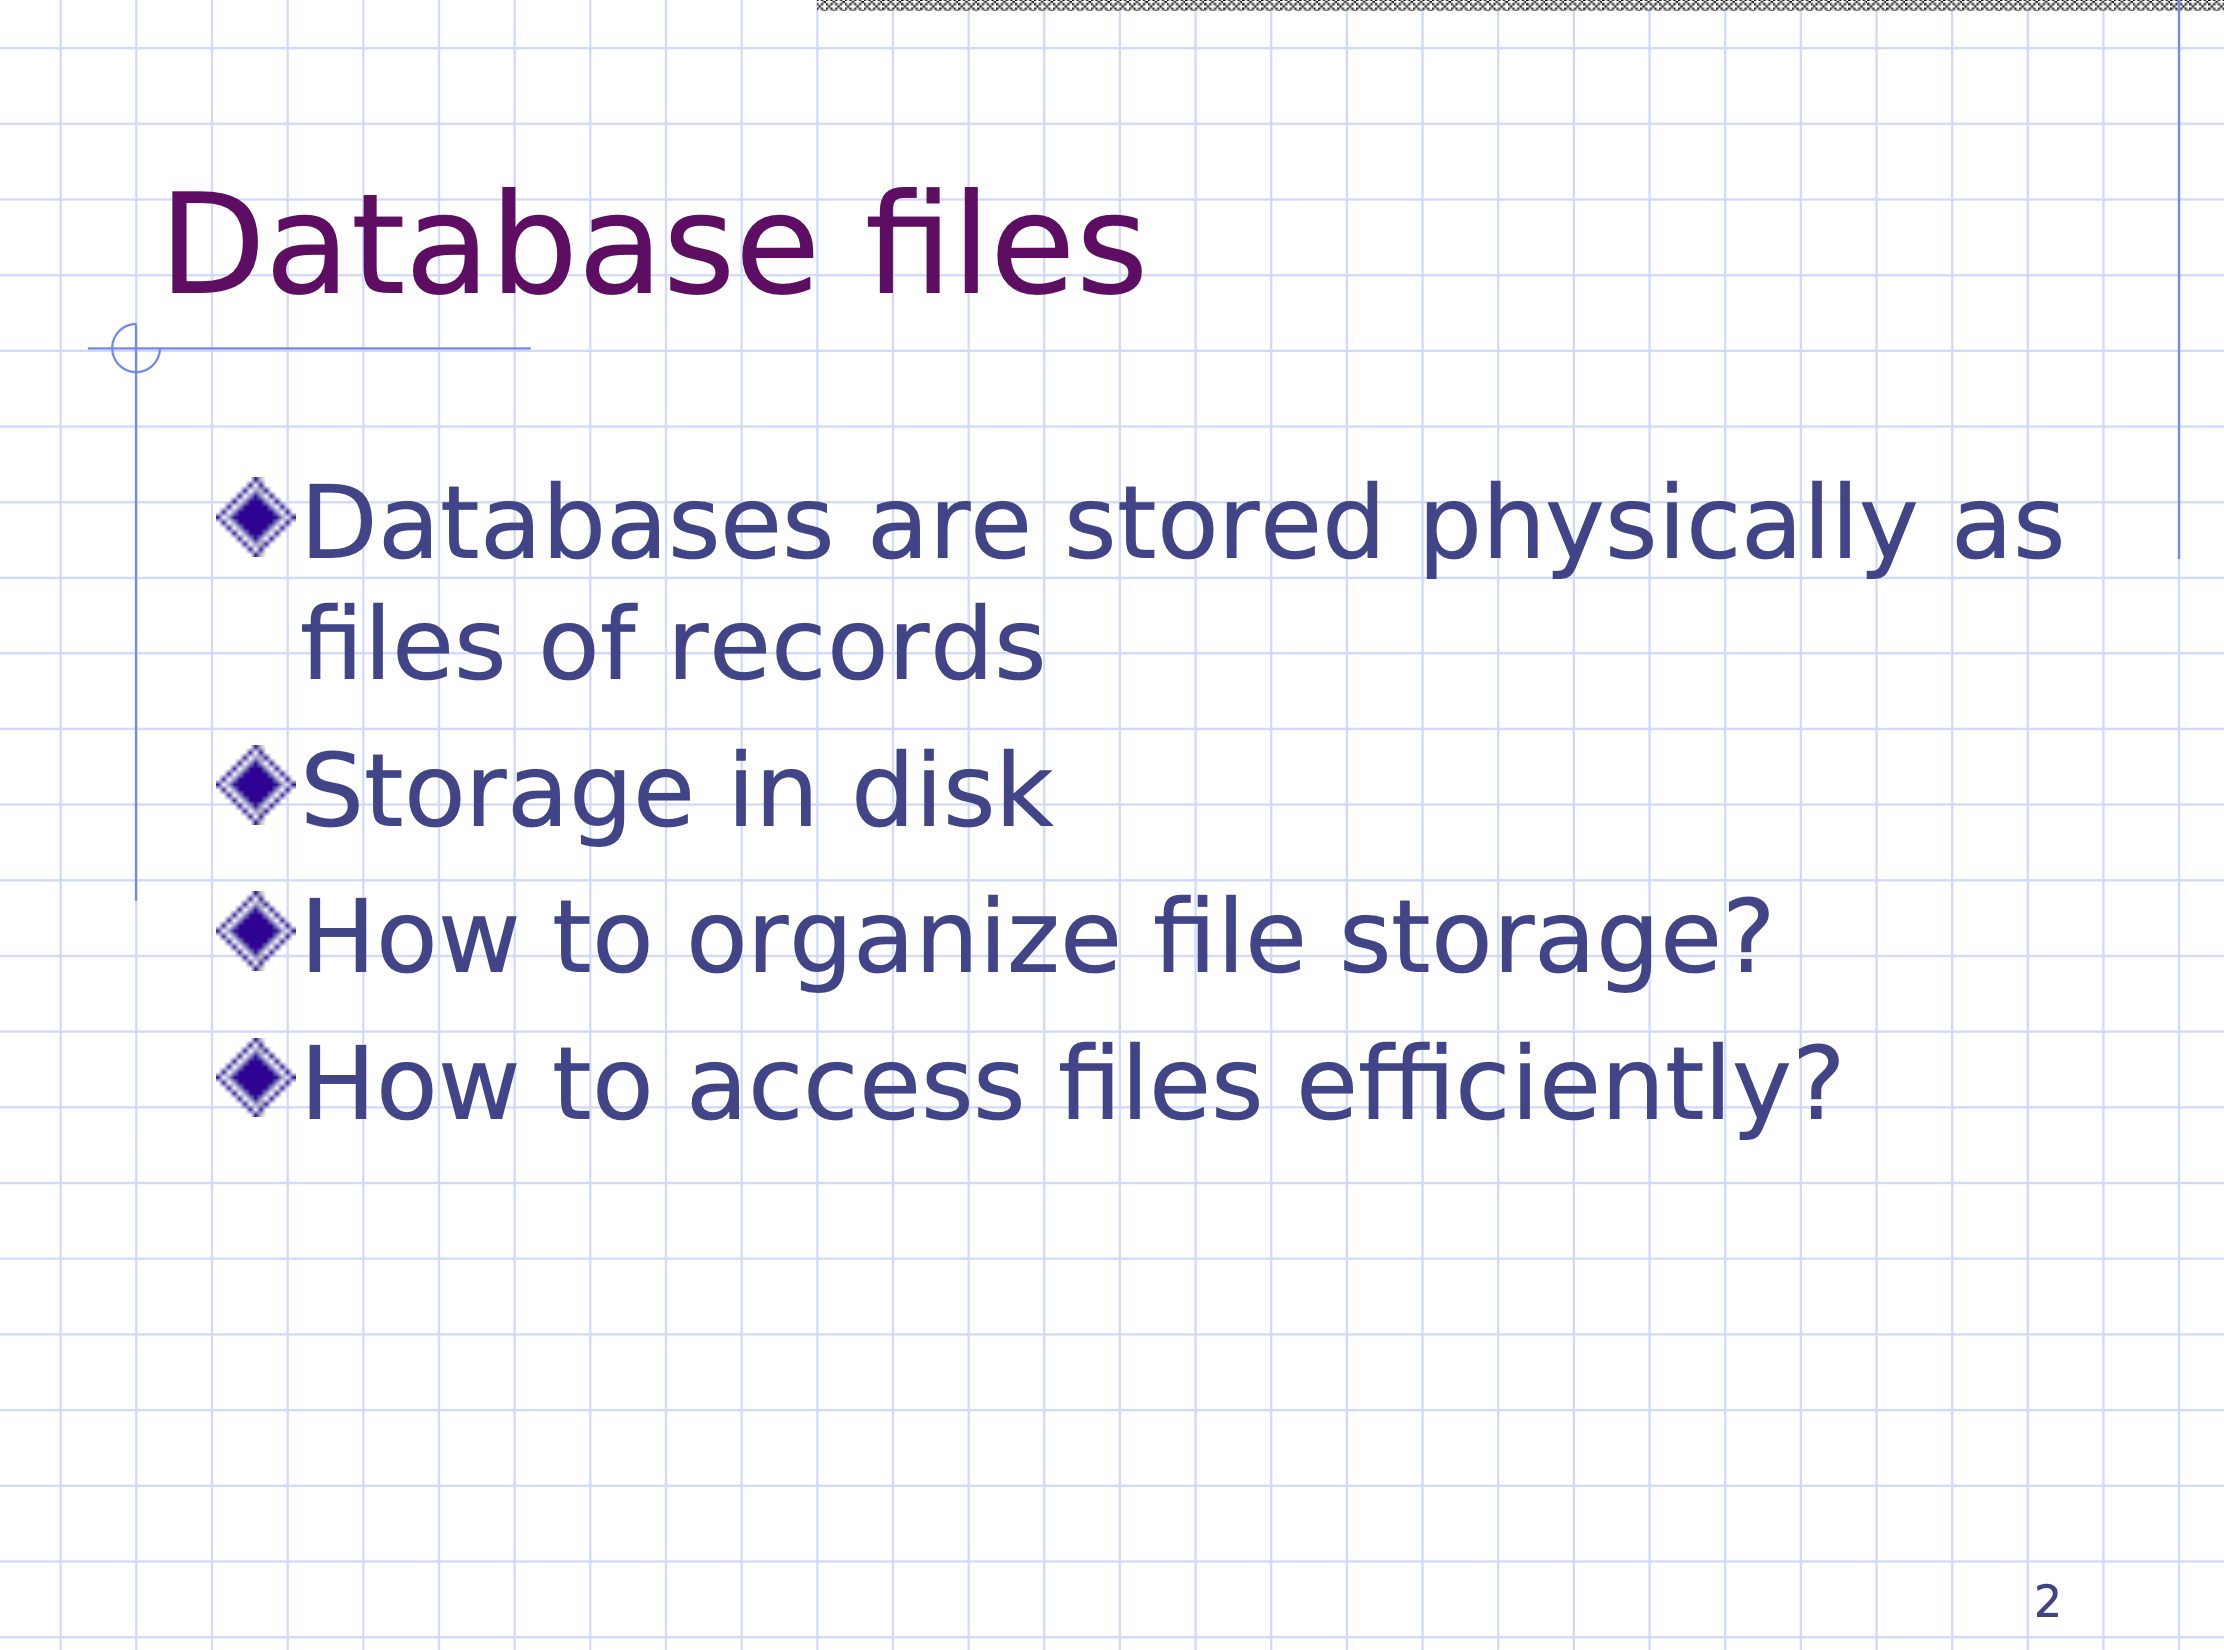 Database files
Databases are stored physically as
files of records
Storage in disk
How to organize file storage?
How to access files efficiently?
2